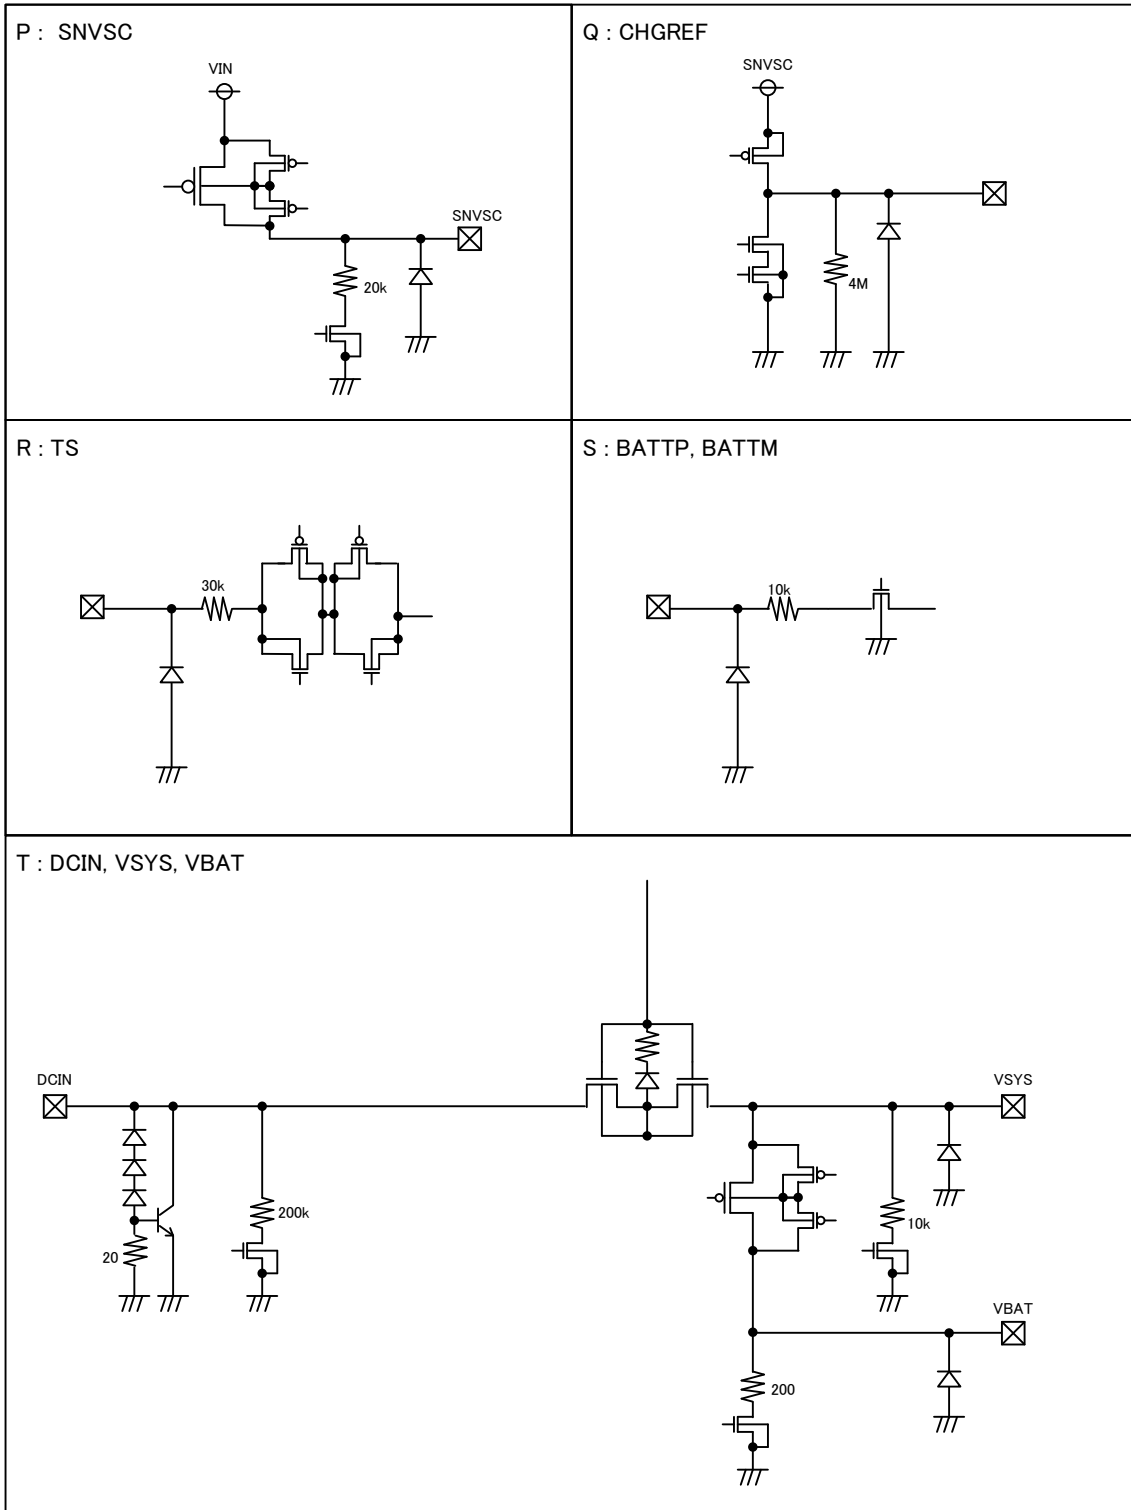 P : SNVSC
VIN
SNVSC
20k
Q : CHGREF
SNVSC
4M
R : TS
30k
S : BATTP, BATTM
10k
T : DCIN, VSYS, VBAT
DCIN
VSYS
200k
10k
20
VBAT
200